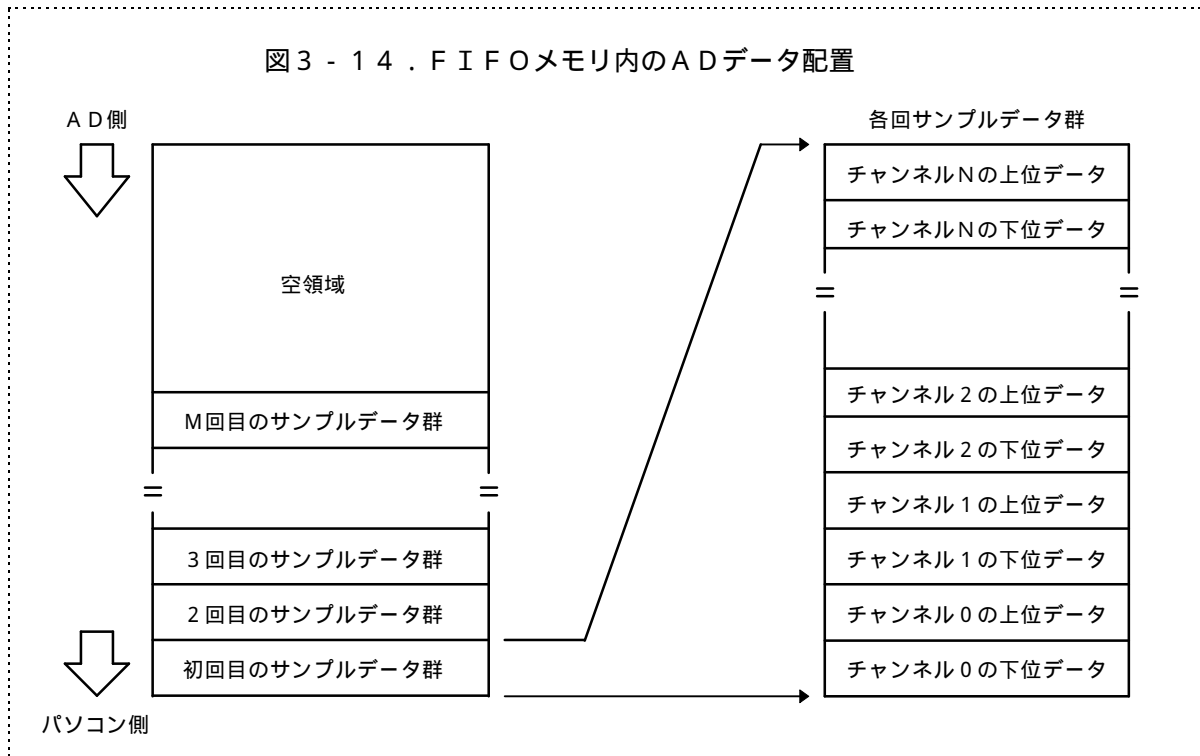 図３-１４．ＦＩＦＯメモリ内のＡＤデータ配置
ＡＤ側
空領域
Ｍ回目のサンプルデータ群
＝ ＝
３回目のサンプルデータ群
２回目のサンプルデータ群
初回目のサンプルデータ群
パソコン側
各回サンプルデータ群
チャンネルＮの上位データ
チャンネルＮの下位データ
＝ ＝
チャンネル２の上位データ
チャンネル２の下位データ
チャンネル１の上位データ
チャンネル１の下位データ
チャンネル０の上位データ
チャンネル０の下位データ